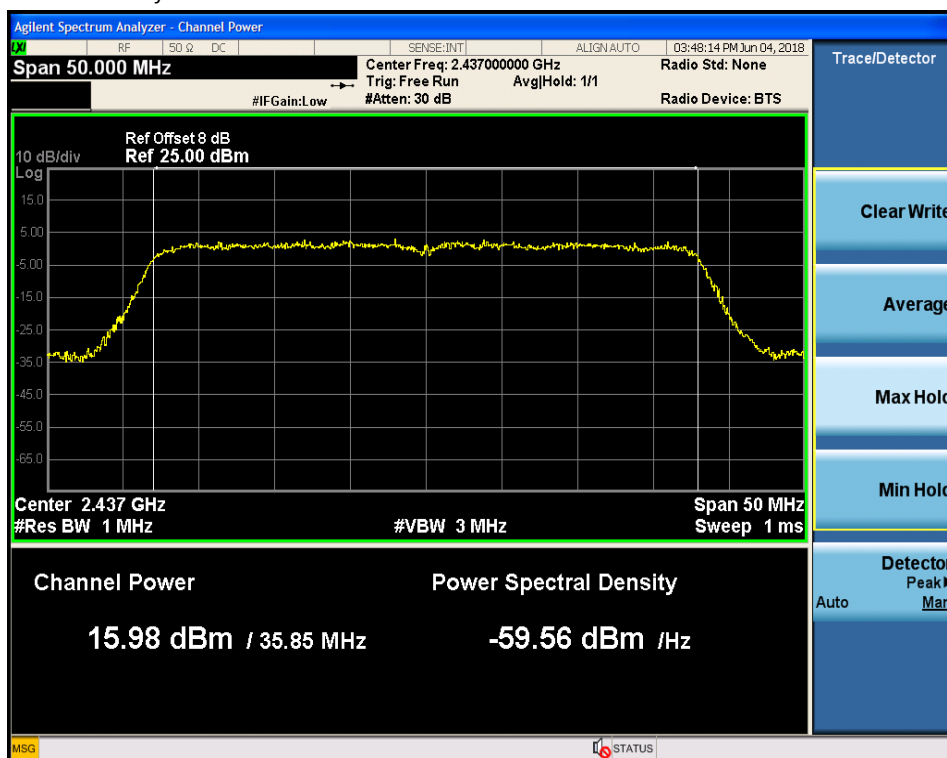 Agilent Spectrum Analyzer - Channel Power
LXI RF 50 Ω DC SENSE:INT ALIGN AUTO 03:48:14 PM Jun 04, 2018
Span 50.000 MHz
Center Freq: 2.437000000 GHz
Radio Std: None
Trig: Free Run Avg|Hold: 1/1
#IFGain:Low #Atten: 30 dB
Radio Device: BTS
Trace/Detector
Ref Offset 8 dB
10 dB/div Ref 25.00 dBm
Log
15.0
5.00
-5.00
-15.0
-25.0
-35.0
-45.0
-55.0
-65.0
Center 2.437 GHz Span 50 MHz
#Res BW 1 MHz #VBW 3 MHz Sweep 1 ms
Channel Power Power Spectral Density
15.98 dBm / 35.85 MHz -59.56 dBm /Hz
Clear Write
Average
Max Hold
Min Hold
Detector
Peak
Auto Man
MSG STATUS